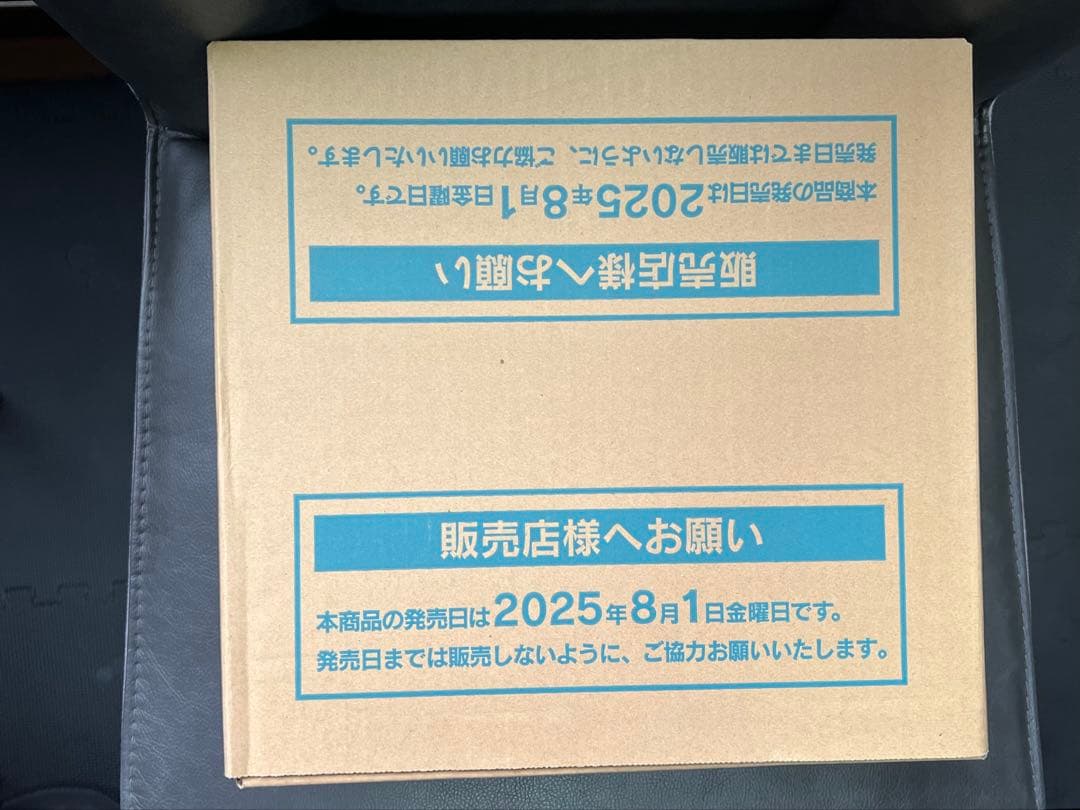 販売店様へお願い
本商品の発売日は2025年8月1日金曜日です。
発売日までは販売しないように、ご協力お願いいたします。
販売店様へお願い
本商品の発売日は2025年8月1日金曜日です。
発売日までは販売しないように、ご協力お願いいたします。